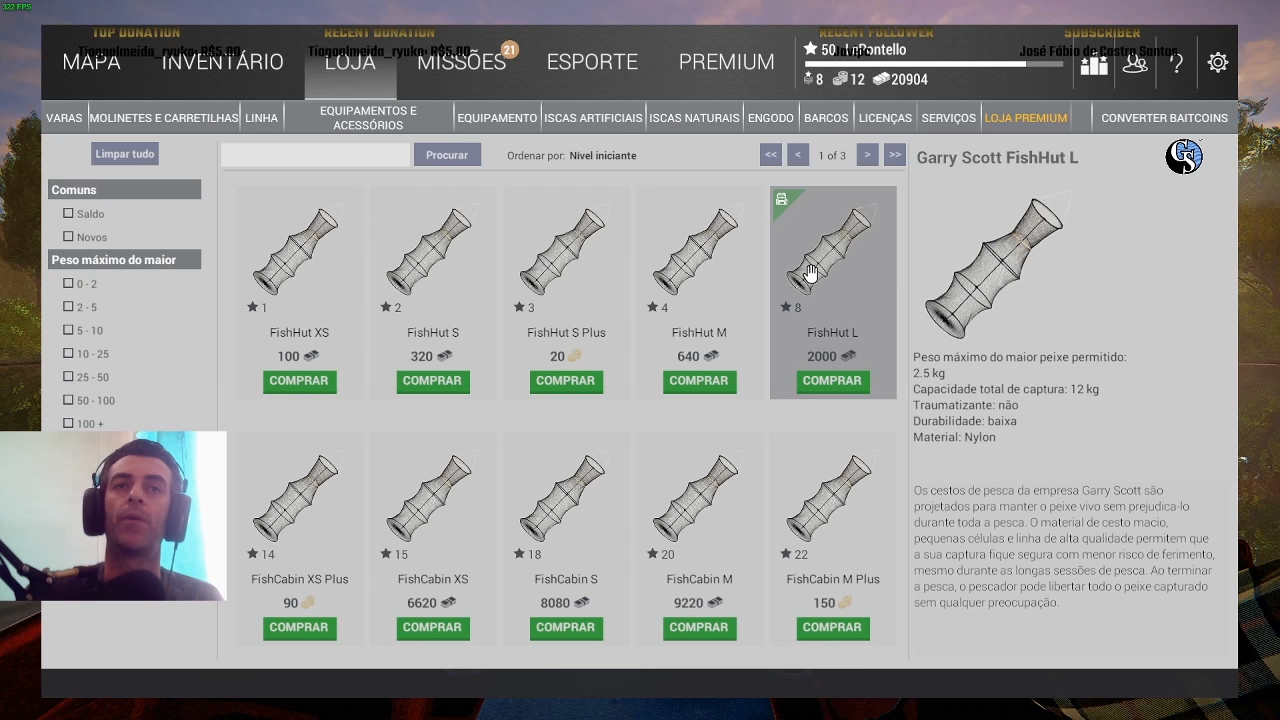 322 FPS
TOP DONATION
RECENT DONATION
RECENT FOLLOWER
SUBSCRIBER
Tiagoalmeida_ryuko: R$5,00
Tiagoalmeida_ryuko: R$5,00
José Fábio de Castro Santos
MAPA
INVENTÁRIO
LOJA
MISSÕES
21
ESPORTE
PREMIUM
50
8
12
20904
?
VARAS
MOLINETES E CARRETILHAS
LINHA
EQUIPAMENTOS E
ACESSÓRIOS
EQUIPAMENTO
ISCAS ARTIFICIAIS
ISCAS NATURAIS
ENGODO
BARCOS
LICENÇAS
SERVIÇOS
LOJA PREMIUM
CONVERTER BAITCOINS
Limpar tudo
Procurar
Ordenar por: Nível iniciante
<<
<
1 of 3
>
>>
Comuns
Saldo
Novos
Peso máximo do maior
0 - 2
2 - 5
5 - 10
10 - 25
25 - 50
50 - 100
100 +
1
2
3
4
8
FishHut XS
FishHut S
FishHut S Plus
FishHut M
FishHut L
100
320
20
640
2000
COMPRAR
COMPRAR
COMPRAR
COMPRAR
COMPRAR
14
15
18
20
22
FishCabin XS Plus
FishCabin XS
FishCabin S
FishCabin M
FishCabin M Plus
90
6620
8080
9220
150
COMPRAR
COMPRAR
COMPRAR
COMPRAR
COMPRAR
Garry Scott FishHut L
GS
Peso máximo do maior peixe permitido:
2.5 kg
Capacidade total de captura: 12 kg
Traumatizante: não
Durabilidade: baixa
Material: Nylon
Os cestos de pesca da empresa Garry Scott são
projetados para manter o peixe vivo sem prejudica-lo
durante toda a pesca. O material de cesto macio,
pequenas células e linha de alta qualidade permitem que
a sua captura fique segura com menor risco de ferimento,
mesmo durante as longas sessões de pesca. Ao terminar
a pesca, o pescador pode libertar todo o peixe capturado
sem qualquer preocupação.